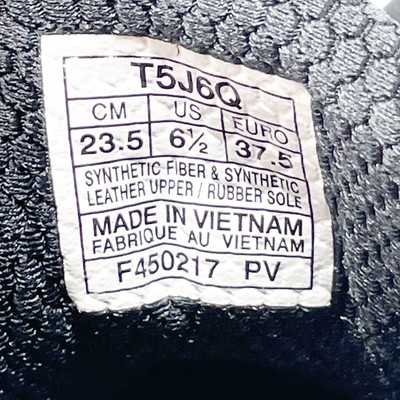 T5J6Q
CM US EURO
23.5 6½ 37.5
SYNTHETIC FIBER & SYNTHETIC
LEATHER UPPER / RUBBER SOLE
MADE IN VIETNAM
FABRIQUE AU VIETNAM
F450217 PV